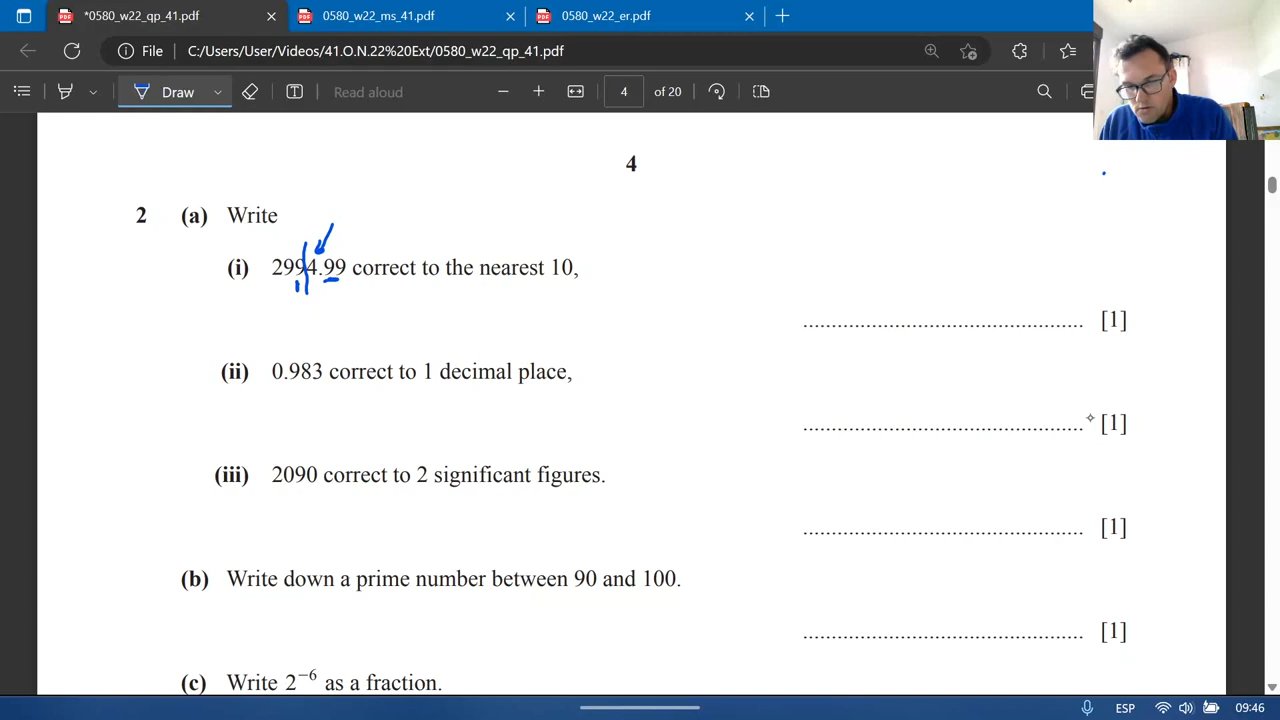 *0580_w22_qp_41.pdf
0580_w22_ms_41.pdf
0580_w22_er.pdf
File
C:/Users/User/Videos/41.O.N.22%20Ext/0580_w22_qp_41.pdf
Draw
Read aloud
4 of 20
4
2 (a) Write
(i) 2994.99 correct to the nearest 10,
................................................. [1]
(ii) 0.983 correct to 1 decimal place,
................................................. [1]
(iii) 2090 correct to 2 significant figures.
................................................. [1]
(b) Write down a prime number between 90 and 100.
................................................. [1]
(c) Write 2⁻⁶ as a fraction.
ESP
09:46